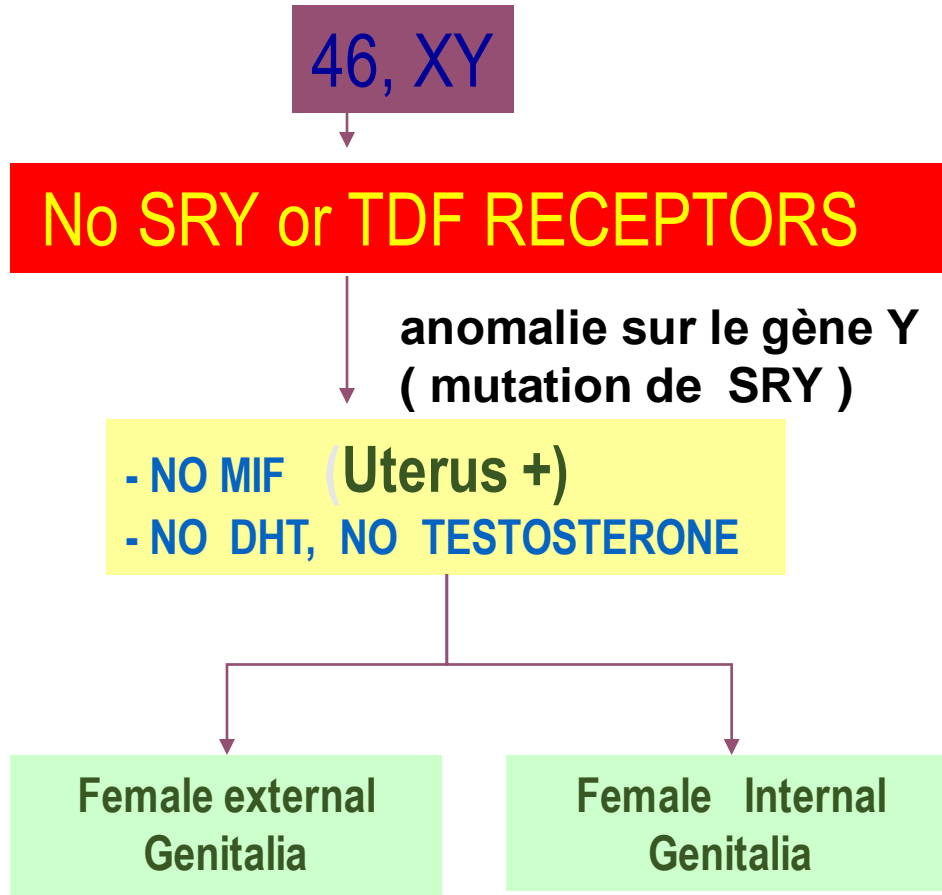 46, XY
No SRY or TDF RECEPTORS
anomalie sur le gène Y
( mutation de SRY )
- NO MIF (Uterus +)
- NO DHT, NO TESTOSTERONE
Female external
Genitalia
Female Internal
Genitalia